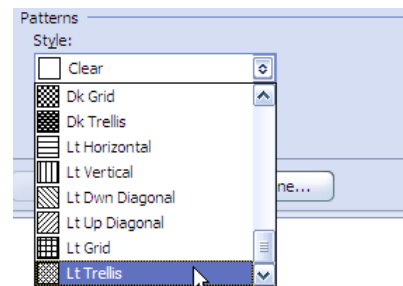 Patterns
Style:
Clear
Dk Grid
Dk Trellis
Lt Horizontal
Lt Vertical
Lt Dwn Diagonal
ne...
Lt Up Diagonal
Lt Grid
Lt Trellis